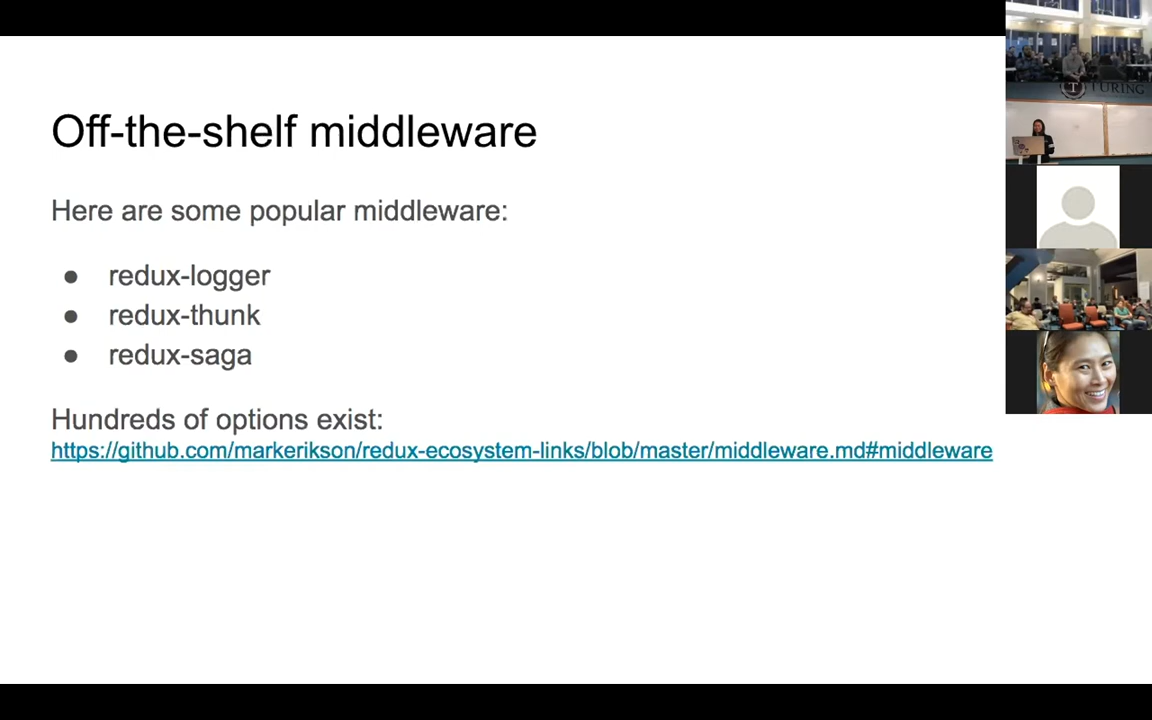 Off-the-shelf middleware
TURING
Here are some popular middleware:
● redux-logger
● redux-thunk
● redux-saga
Hundreds of options exist:
https://github.com/markerikson/redux-ecosystem-links/blob/master/middleware.md#middleware